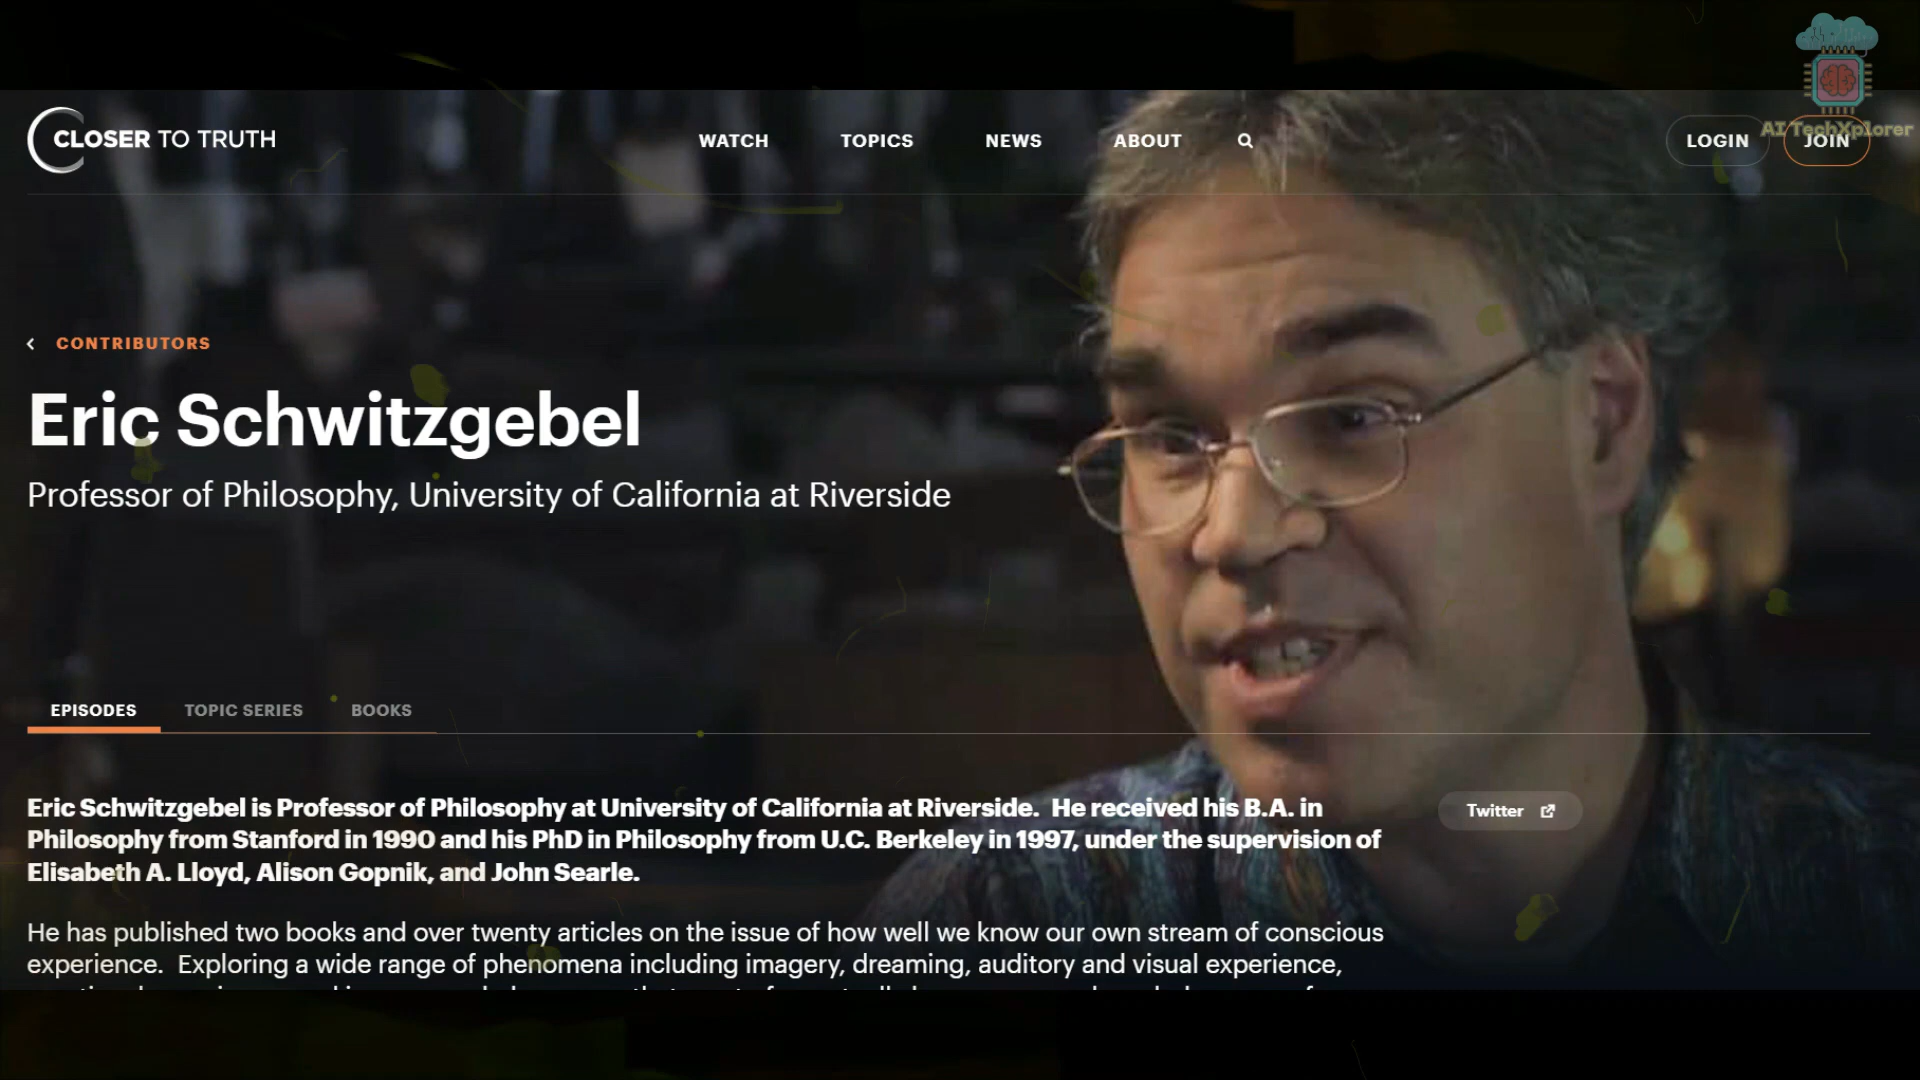 AI TechXplorer
CLOSER TO TRUTH
WATCH TOPICS NEWS ABOUT
LOGIN JOIN
CONTRIBUTORS
Eric Schwitzgebel
Professor of Philosophy, University of California at Riverside
EPISODES TOPIC SERIES BOOKS
Eric Schwitzgebel is Professor of Philosophy at University of California at Riverside. He received his B.A. in
Philosophy from Stanford in 1990 and his PhD in Philosophy from U.C. Berkeley in 1997, under the supervision of
Elisabeth A. Lloyd, Alison Gopnik, and John Searle.
Twitter
He has published two books and over twenty articles on the issue of how well we know our own stream of conscious
experience. Exploring a wide range of phenomena including imagery, dreaming, auditory and visual experience,